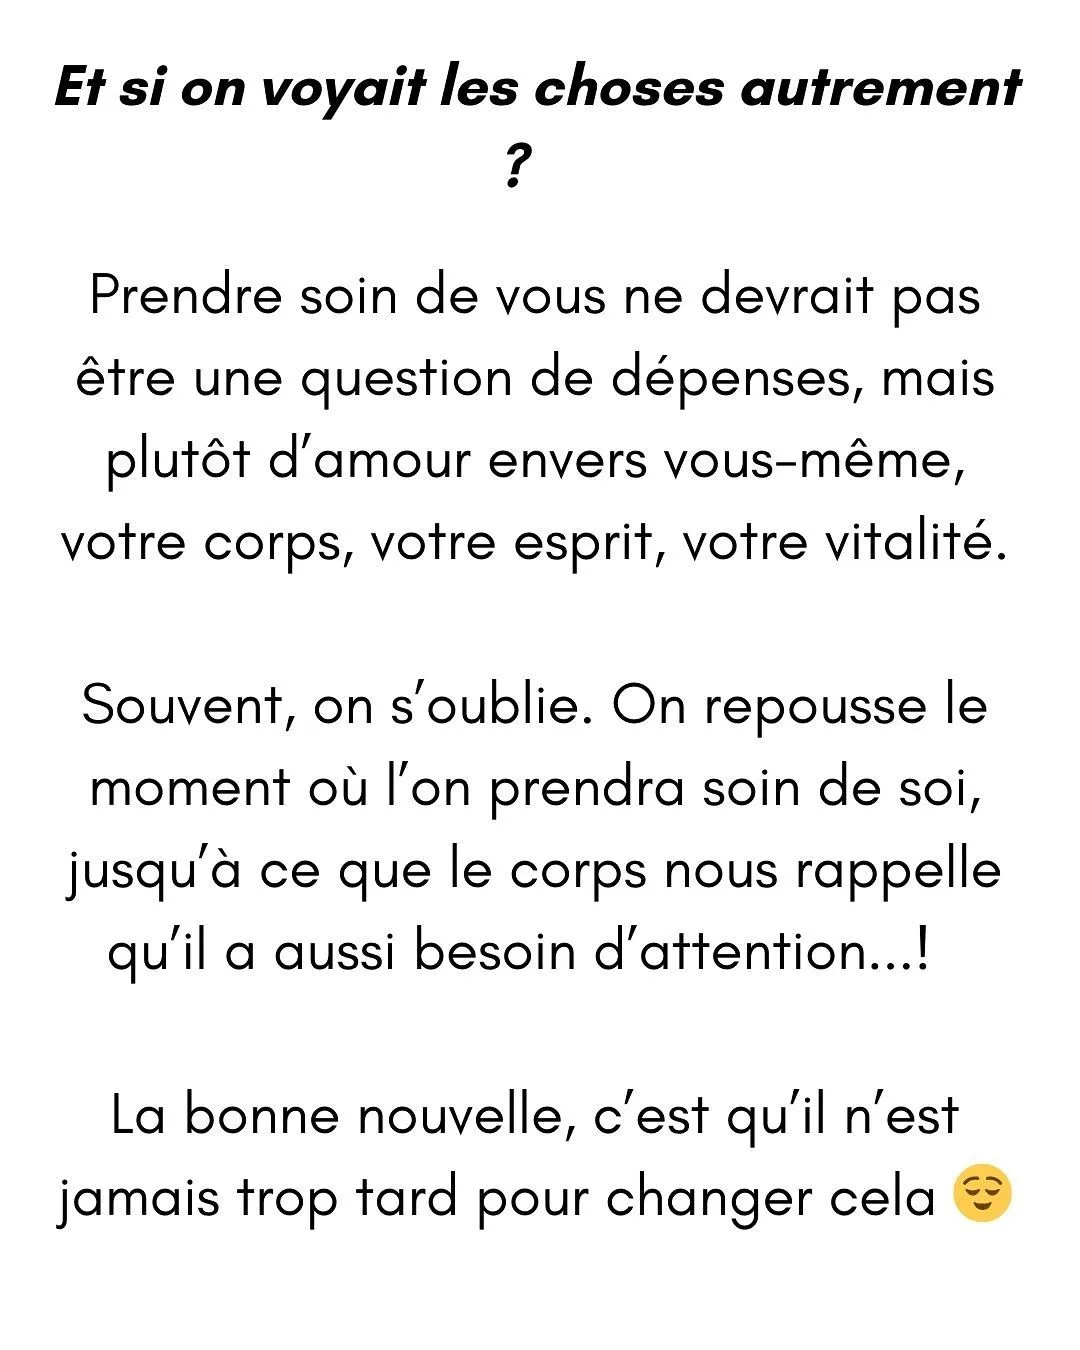 Et si on voyait les choses autrement
?
Prendre soin de vous ne devrait pas
être une question de dépenses, mais
plutôt d’amour envers vous-même,
votre corps, votre esprit, votre vitalité.
Souvent, on s’oublie. On repousse le
moment où l’on prendra soin de soi,
jusqu’à ce que le corps nous rappelle
qu’il a aussi besoin d’attention...!
La bonne nouvelle, c’est qu’il n’est
jamais trop tard pour changer cela 😌